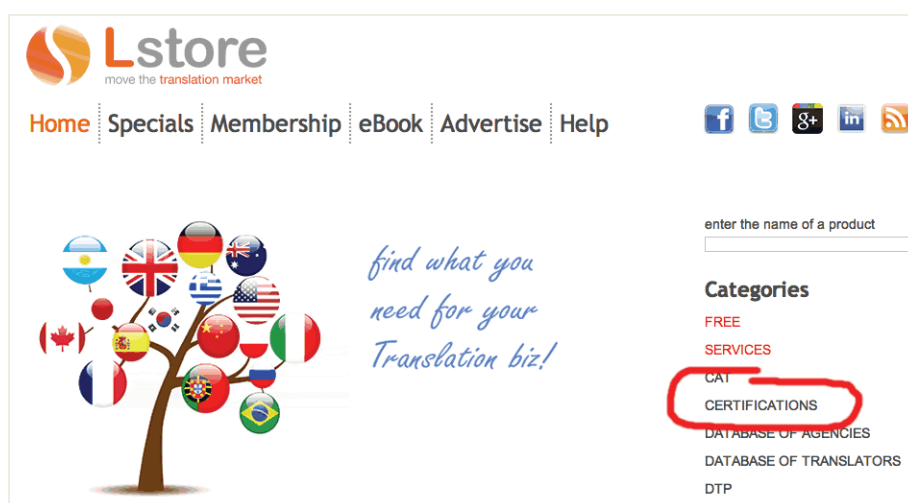 Lstore
move the translation market
Home Specials Membership eBook Advertise Help
f t g+ in
enter the name of a product
find what you
need for your
Translation biz!
Categories
FREE
SERVICES
CAT
CERTIFICATIONS
DATABASE OF AGENCIES
DATABASE OF TRANSLATORS
DTP